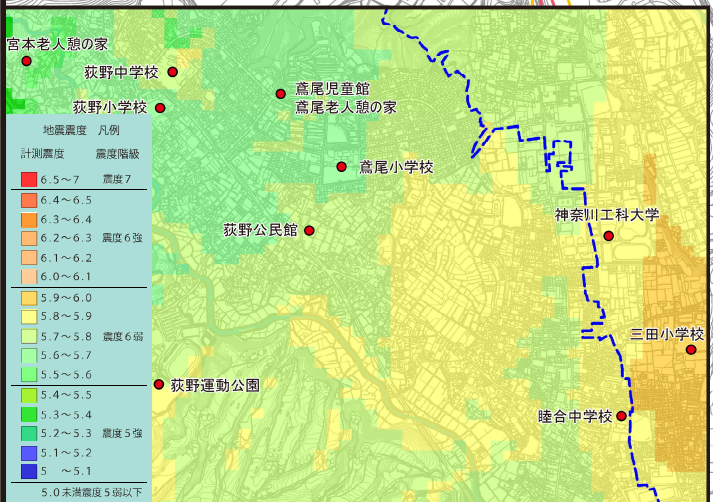 宮本老人憩の家
荻野中学校
鳶尾児童館
鳶尾老人憩の家
荻野小学校
鳶尾小学校
神奈川工科大学
荻野公民館
三田小学校
荻野運動公園
睦合中学校
地震震度 凡例
計測震度 震度階級
6.5～7 震度7
6.4～6.5
6.3～6.4
6.2～6.3 震度6強
6.1～6.2
6.0～6.1
5.9～6.0
5.8～5.9
5.7～5.8 震度6弱
5.6～5.7
5.5～5.6
5.4～5.5
5.3～5.4
5.2～5.3 震度5強
5.1～5.2
5 ～5.1
5.0未満震度5弱以下